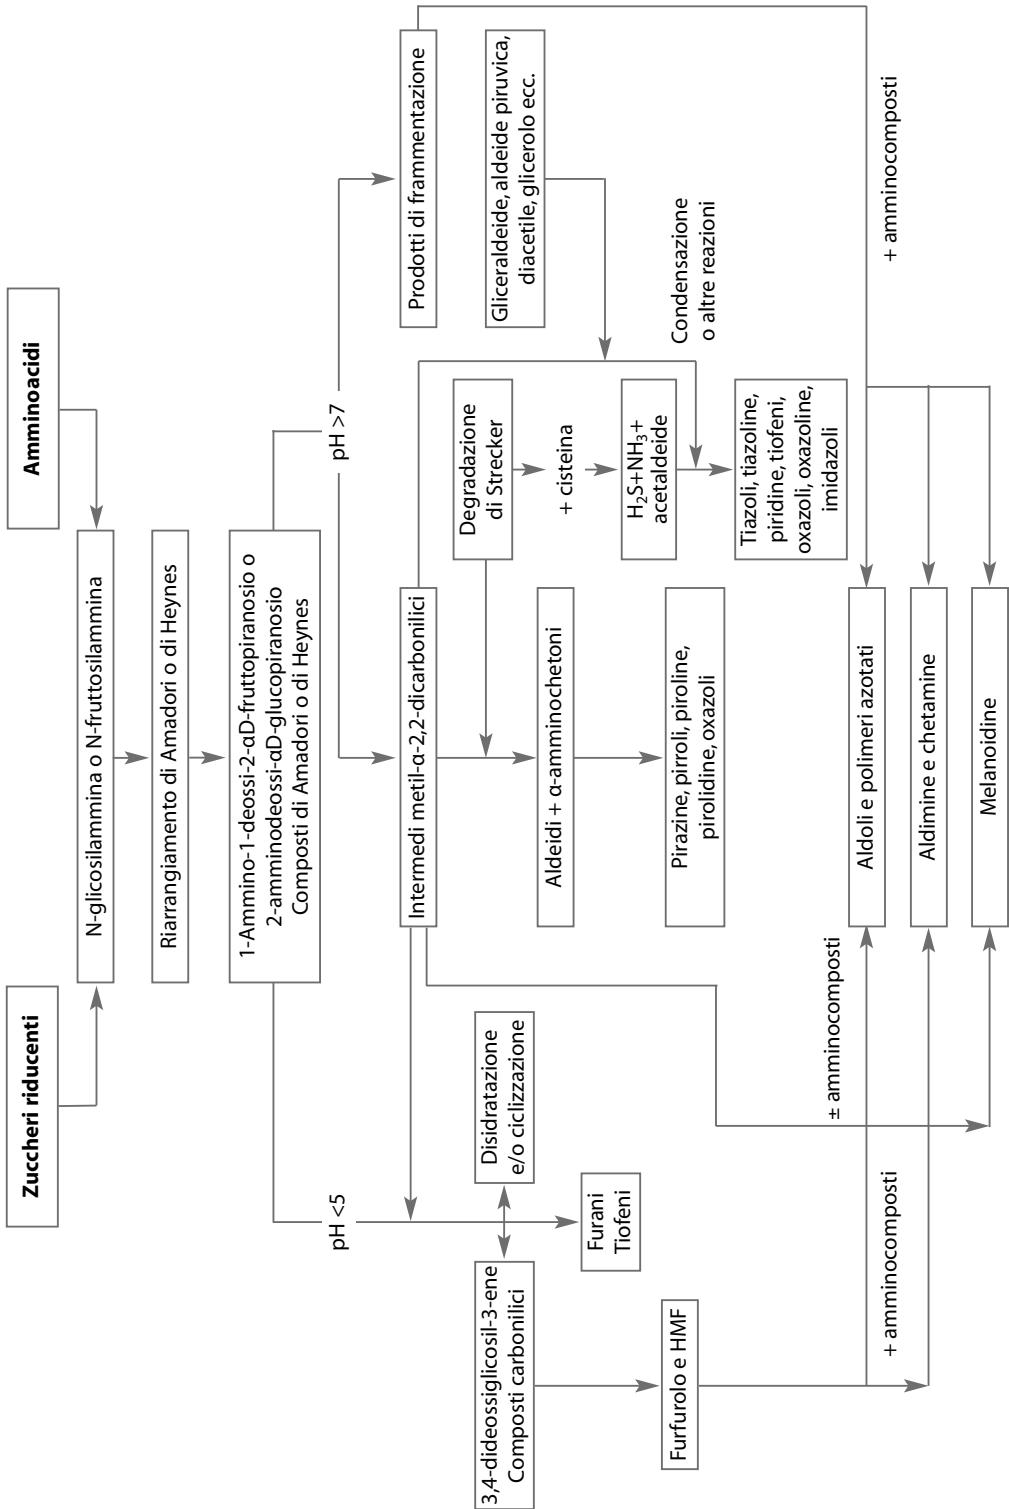 Zuccheri riducenti
Amminoacidi
N-glicosilammina o N-fruttosilammina
Riarrangiamento di Amadori o di Heynes
1-Ammino-1-deossi-2-αD-fruttopiranosio o
2-amminodeossi-αD-glucopiranosio
Composti di Amadori o di Heynes
pH <5
pH >7
Intermedi metil-α-2,2-dicarbonilici
Prodotti di frammentazione
3,4-dideossiglicosil-3-ene
Composti carbonilici
Disidratazione
e/o ciclizzazione
Degradazione
di Strecker
Gliceraldeide, aldeide piruvica,
diacetile, glicerolo ecc.
Aldeidi + α-amminochetoni
+ cisteina
Furani
Tiofeni
H₂S+NH₃+
acetaldeide
Condensazione
o altre reazioni
Furfurolo e HMF
Pirazine, pirroli, piroline,
pirolidine, oxazoli
Tiazoli, tiazoline,
piridine, tiofeni,
oxazoli, oxazoline,
imidazoli
± amminocomposti
Aldoli e polimeri azotati
+ amminocomposti
+ amminocomposti
Aldimine e chetamine
Melanoidine